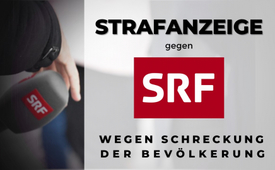 STRAFANZEIGE
gegen
SRF
SRF
WEGEN SCHRECKUNG
DER BEVÖLKERUNG